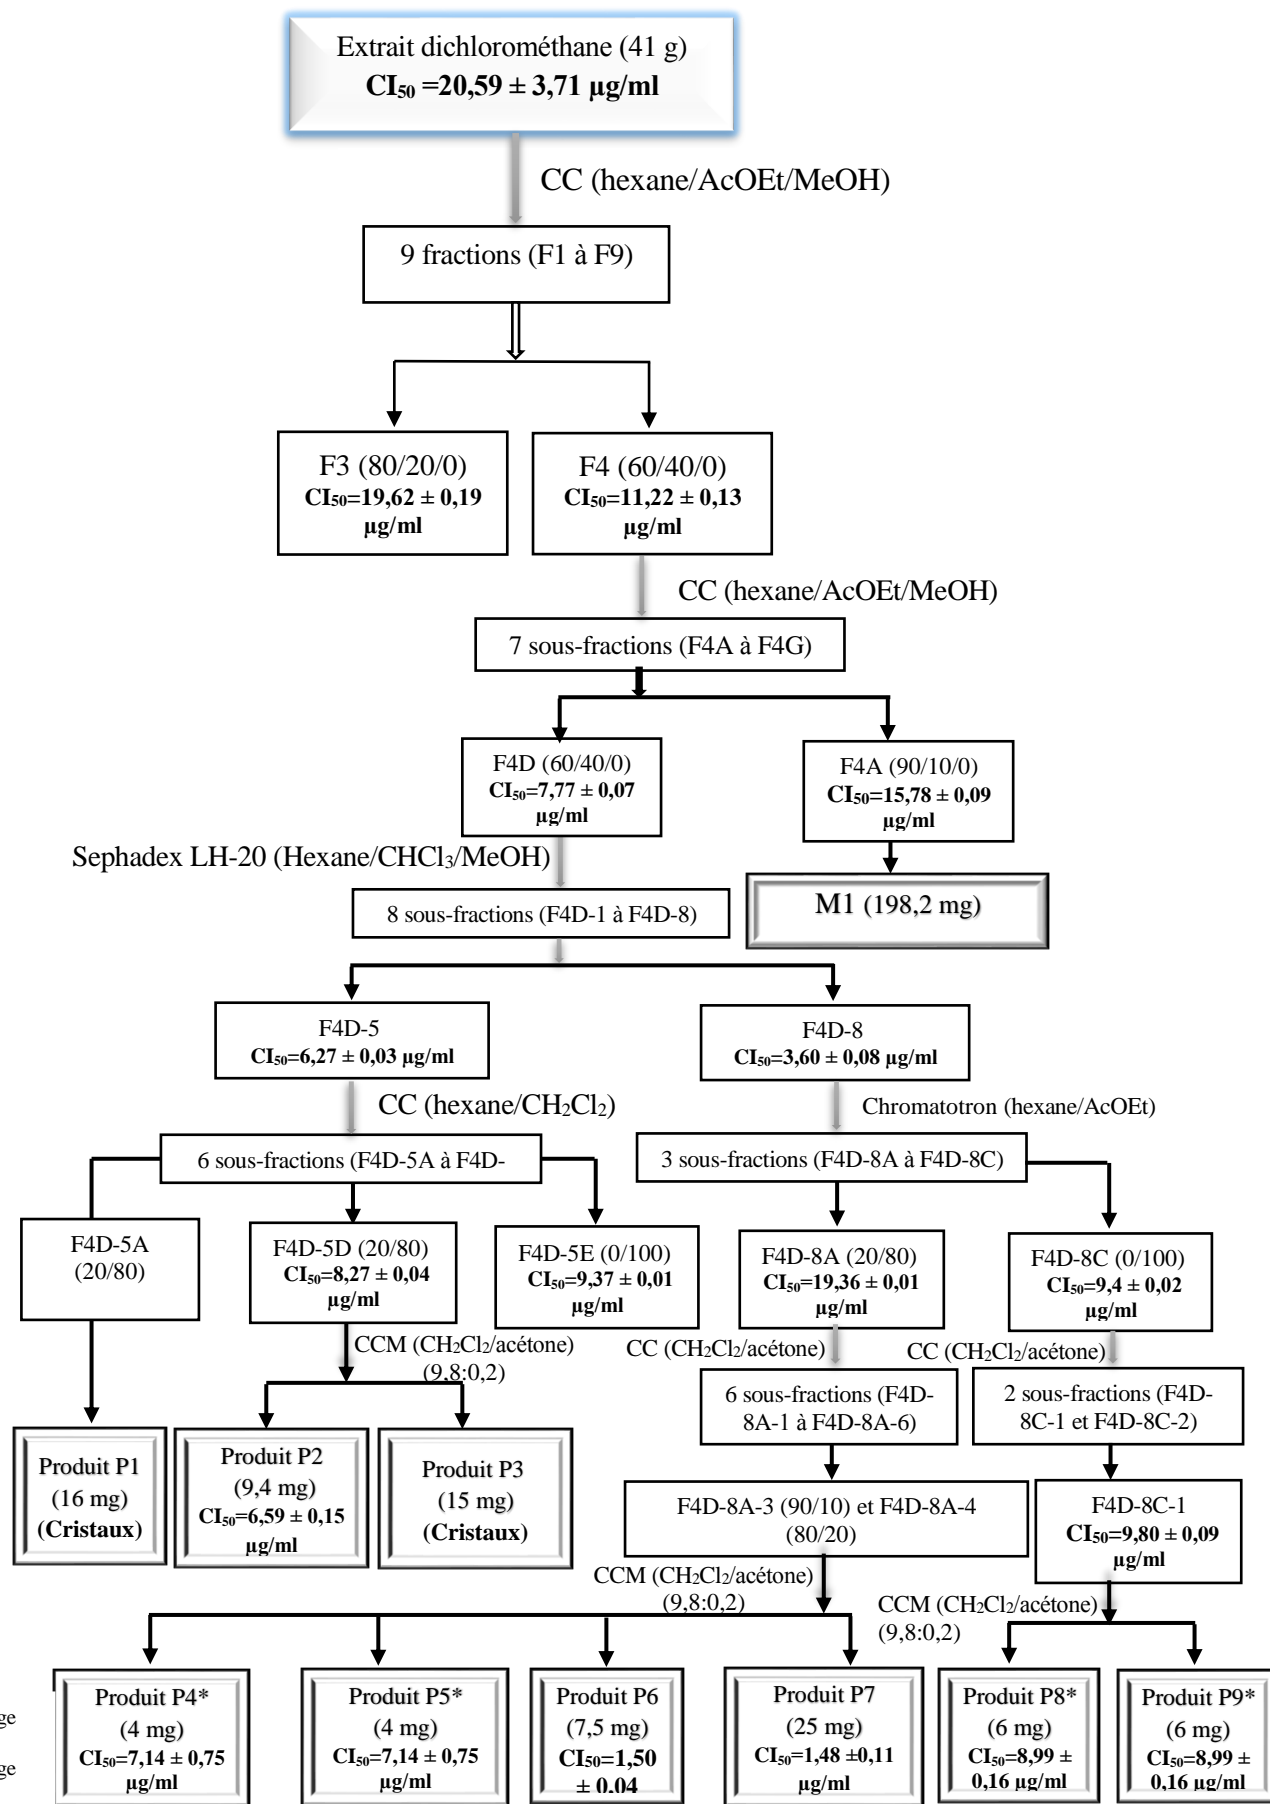 Extrait dichlorométhane (41 g)
CI₅₀ =20,59 ± 3,71 µg/ml
CC (hexane/AcOEt/MeOH)
9 fractions (F1 à F9)
F3 (80/20/0)
CI₅₀=19,62 ± 0,19
µg/ml
F4 (60/40/0)
CI₅₀=11,22 ± 0,13
µg/ml
CC (hexane/AcOEt/MeOH)
7 sous-fractions (F4A à F4G)
F4D (60/40/0)
CI₅₀=7,77 ± 0,07
µg/ml
F4A (90/10/0)
CI₅₀=15,78 ± 0,09
µg/ml
Sephadex LH-20 (Hexane/CHCl₃/MeOH)
M1 (198,2 mg)
8 sous-fractions (F4D-1 à F4D-8)
F4D-5
CI₅₀=6,27 ± 0,03 µg/ml
F4D-8
CI₅₀=3,60 ± 0,08 µg/ml
CC (hexane/CH₂Cl₂)
Chromatotron (hexane/AcOEt)
6 sous-fractions (F4D-5A à F4D-
3 sous-fractions (F4D-8A à F4D-8C)
F4D-5A
(20/80)
F4D-5D (20/80)
CI₅₀=8,27 ± 0,04
µg/ml
F4D-5E (0/100)
CI₅₀=9,37 ± 0,01
µg/ml
F4D-8A (20/80)
CI₅₀=19,36 ± 0,01
µg/ml
F4D-8C (0/100)
CI₅₀=9,4 ± 0,02
µg/ml
CCM (CH₂Cl₂/acétone)
(9,8:0,2)
CC (CH₂Cl₂/acétone)
CC (CH₂Cl₂/acétone)
6 sous-fractions (F4D-
8A-1 à F4D-8A-6)
2 sous-fractions (F4D-
8C-1 et F4D-8C-2)
Produit P1
(16 mg)
(Cristaux)
Produit P2
(9,4 mg)
CI₅₀=6,59 ± 0,15
µg/ml
Produit P3
(15 mg)
(Cristaux)
F4D-8A-3 (90/10) et F4D-8A-4
(80/20)
F4D-8C-1
CI₅₀=9,80 ± 0,09
µg/ml
CCM (CH₂Cl₂/acétone)
(9,8:0,2)
CCM (CH₂Cl₂/acétone)
(9,8:0,2)
Produit P4*
(4 mg)
CI₅₀=7,14 ± 0,75
µg/ml
Produit P5*
(4 mg)
CI₅₀=7,14 ± 0,75
µg/ml
Produit P6
(7,5 mg)
CI₅₀=1,50
± 0,04
Produit P7
(25 mg)
CI₅₀=1,48 ±0,11
µg/ml
Produit P8*
(6 mg)
CI₅₀=8,99 ±
0,16 µg/ml
Produit P9*
(6 mg)
CI₅₀=8,99 ±
0,16 µg/ml